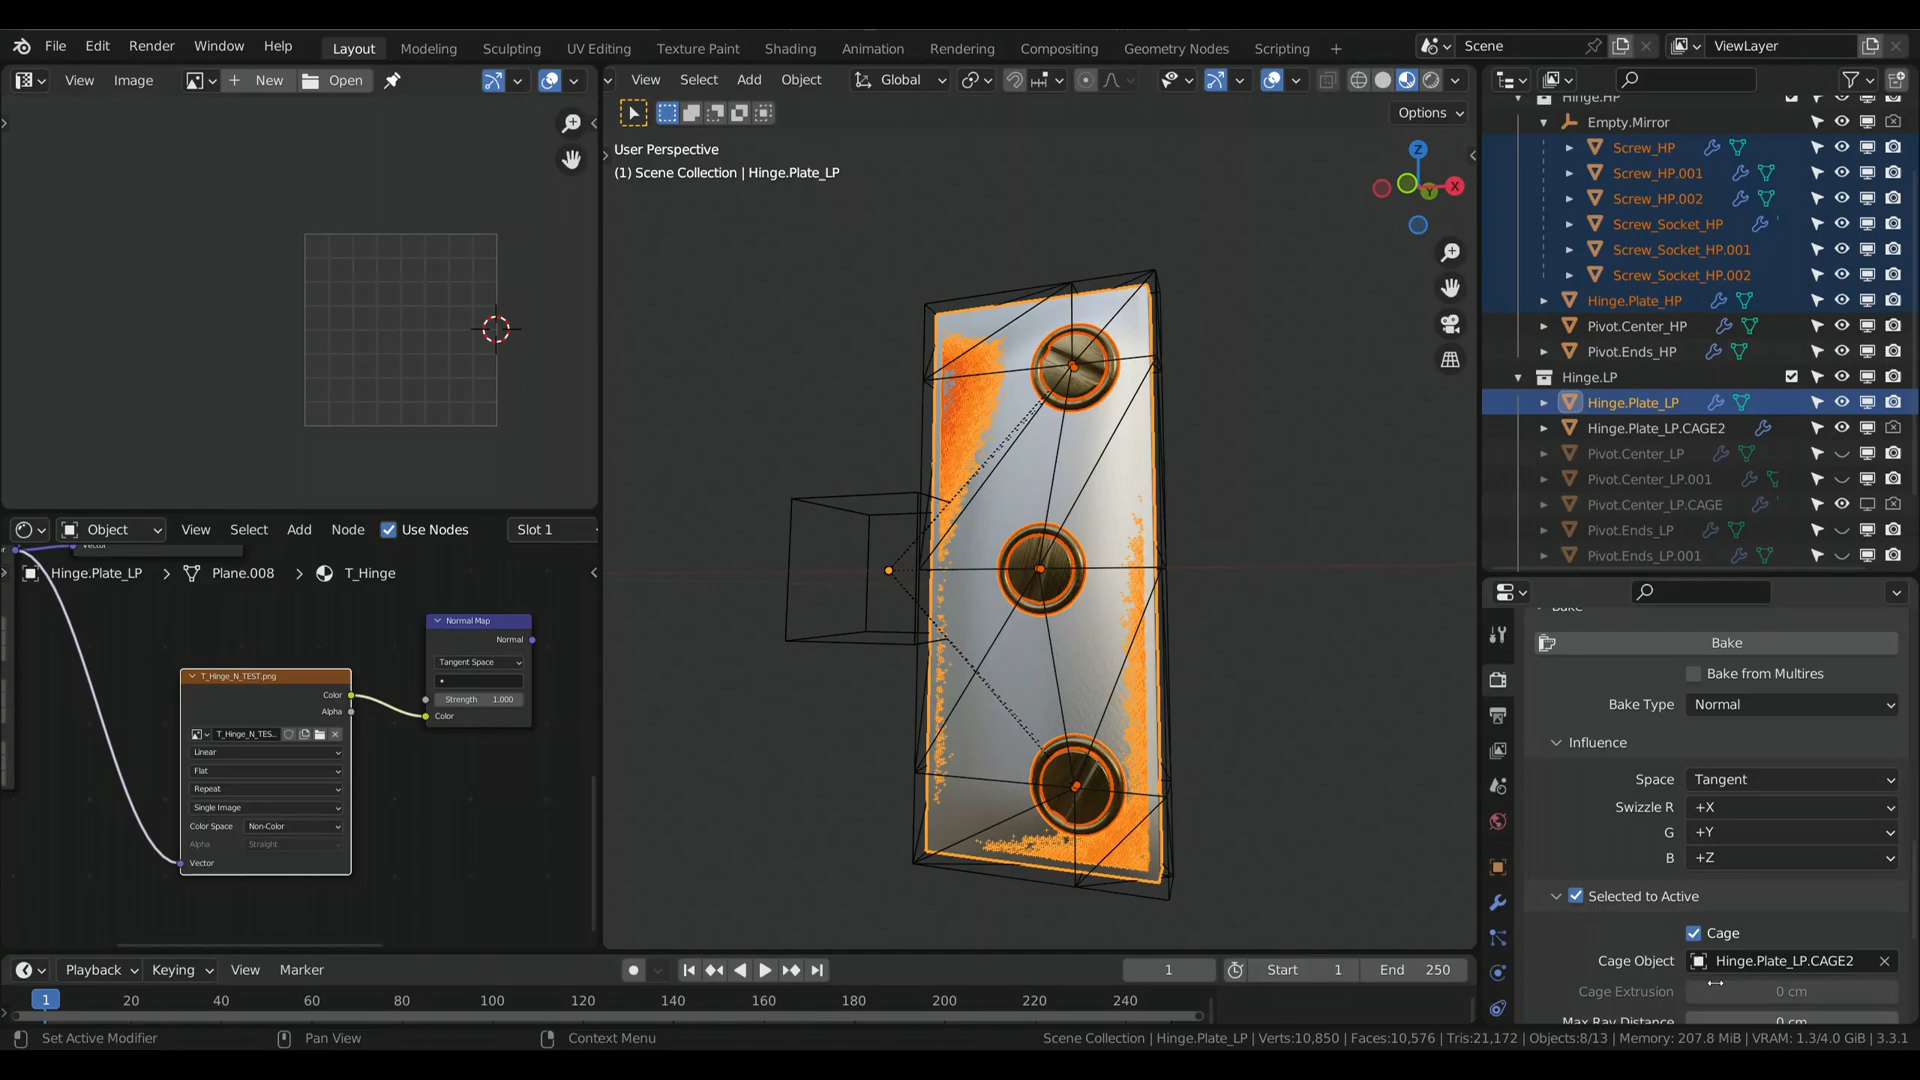 File Edit Render Window Help Layout Modeling Sculpting UV Editing Texture Paint Shading Animation Rendering Compositing Geometry Nodes Scripting + Scene ViewLayer
View Image + New Open
View Select Add Object Global
Options
User Perspective
(1) Scene Collection | Hinge.Plate_LP
Z
X
Y
Hinge.HP
Empty.Mirror
Screw_HP
Screw_HP.001
Screw_HP.002
Screw_Socket_HP
Screw_Socket_HP.001
Screw_Socket_HP.002
Hinge.Plate_HP
Pivot.Center_HP
Pivot.Ends_HP
Hinge.LP
Hinge.Plate_LP
Hinge.Plate_LP.CAGE2
Pivot.Center_LP
Pivot.Center_LP.001
Pivot.Center_LP.CAGE
Pivot.Ends_LP
Pivot.Ends_LP.001
Object View Select Add Node Use Nodes Slot 1
Vector
Hinge.Plate_LP > Plane.008 > T_Hinge
Normal Map
Normal
Tangent Space
Strength 1.000
Color
T_Hinge_N_TEST.png
Color
Alpha
T_Hinge_N_TES...
Linear
Flat
Repeat
Single Image
Color Space Non-Color
Alpha Straight
Vector
Bake
Bake
Bake from Multires
Bake Type Normal
Influence
Space Tangent
Swizzle R +X
G +Y
B +Z
Selected to Active
Cage
Cage Object Hinge.Plate_LP.CAGE2
Cage Extrusion 0 cm
Max Ray Distance 0 cm
Playback Keying View Marker
1 Start 1 End 250
1 20 40 60 80 100 120 140 160 180 200 220 240
Set Active Modifier Pan View Context Menu
Scene Collection | Hinge.Plate_LP | Verts:10,850 | Faces:10,576 | Tris:21,172 | Objects:8/13 | Memory: 207.8 MiB | VRAM: 1.3/4.0 GiB | 3.3.1